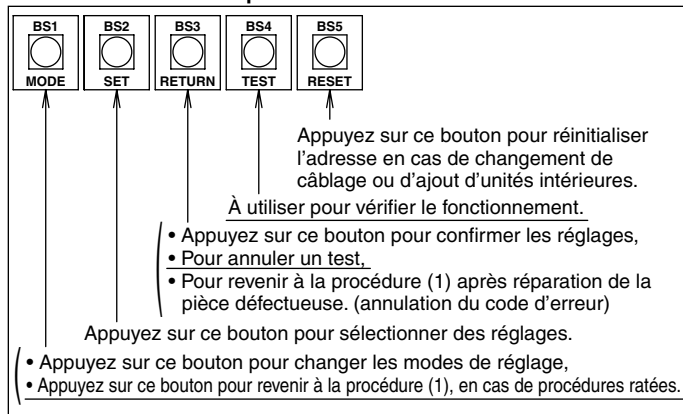 BS1 BS2 BS3 BS4 BS5
MODE SET RETURN TEST RESET
Appuyez sur ce bouton pour réinitialiser
l'adresse en cas de changement de
câblage ou d'ajout d'unités intérieures.
À utiliser pour vérifier le fonctionnement.
• Appuyez sur ce bouton pour confirmer les réglages,
• Pour annuler un test,
• Pour revenir à la procédure (1) après réparation de la
pièce défectueuse. (annulation du code d'erreur)
Appuyez sur ce bouton pour sélectionner des réglages.
• Appuyez sur ce bouton pour changer les modes de réglage,
• Appuyez sur ce bouton pour revenir à la procédure (1), en cas de procédures ratées.